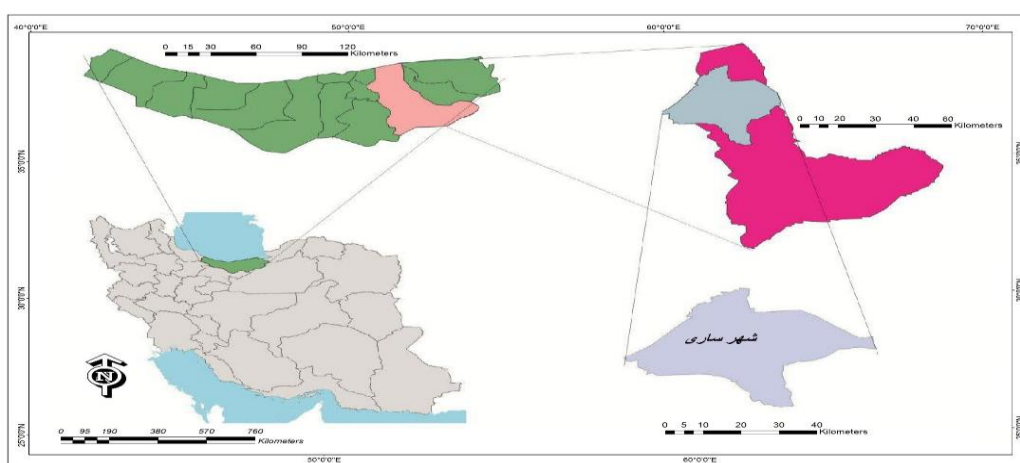 40°0'0"E 50°0'0"E 60°0'0"E 70°0'0"E
0 15 30 60 90 120
Kilometers
0 10 20 30 40 60
Kilometers
35°0'0"N
30°0'0"N
شهر ساری
N
0 95 190 380 570 760
Kilometers
0 5 10 20 30 40
Kilometers
25°0'0"N
50°0'0"E 60°0'0"E